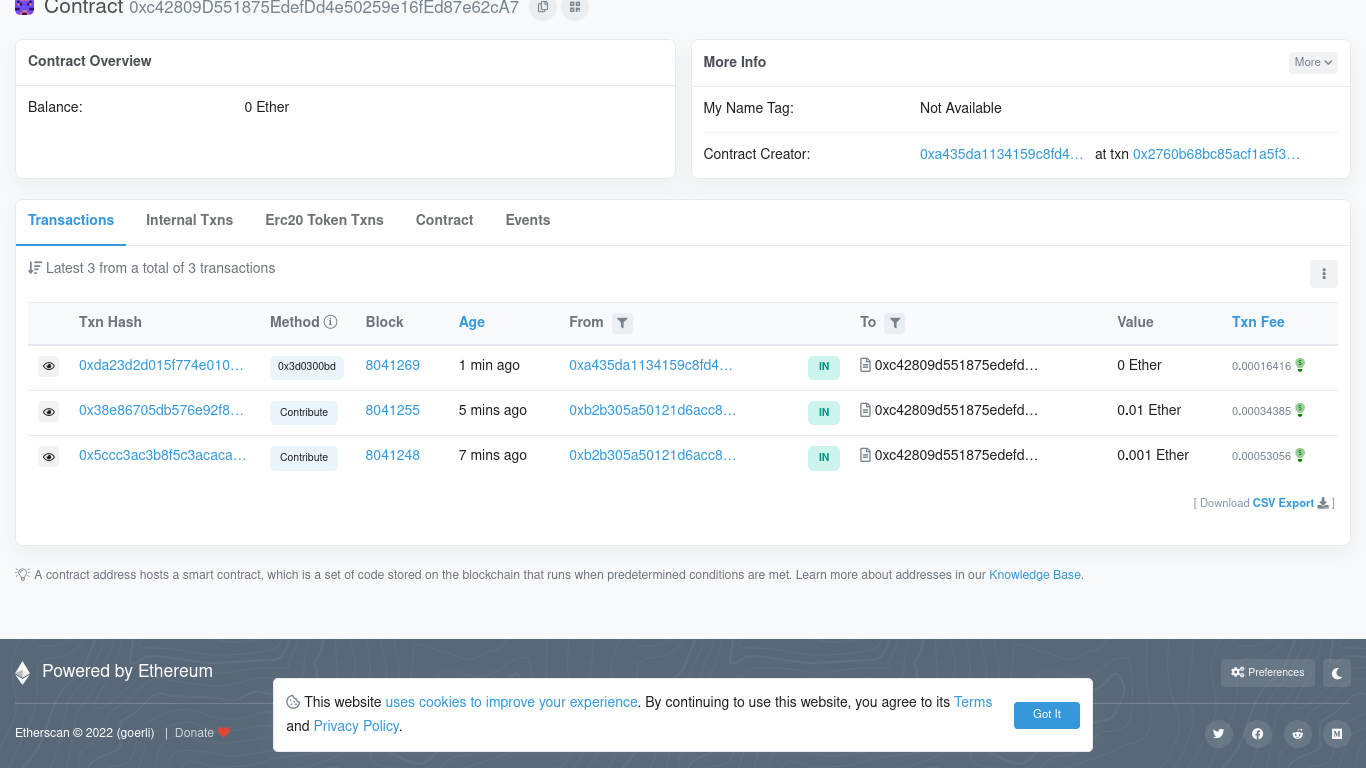 Contract 0xc42809D551875EdefDd4e50259e16fEd87e62cA7
Contract Overview
Balance: 0 Ether
More Info More
My Name Tag: Not Available
Contract Creator: 0xa435da1134159c8fd4… at txn 0x2760b68bc85acf1a5f3…
Transactions Internal Txns Erc20 Token Txns Contract Events
Latest 3 from a total of 3 transactions
Txn Hash Method Block Age From To Value Txn Fee
0xda23d2d015f774e010… 0x3d0300bd 8041269 1 min ago 0xa435da1134159c8fd4… IN 0xc42809d551875edefd… 0 Ether 0.00016416
0x38e86705db576e92f8… Contribute 8041255 5 mins ago 0xb2b305a50121d6acc8… IN 0xc42809d551875edefd… 0.01 Ether 0.00034385
0x5ccc3ac3b8f5c3acaca… Contribute 8041248 7 mins ago 0xb2b305a50121d6acc8… IN 0xc42809d551875edefd… 0.001 Ether 0.00053056
[ Download CSV Export ]
A contract address hosts a smart contract, which is a set of code stored on the blockchain that runs when predetermined conditions are met. Learn more about addresses in our Knowledge Base.
Powered by Ethereum
Preferences
This website uses cookies to improve your experience. By continuing to use this website, you agree to its Terms
and Privacy Policy.
Got It
Etherscan © 2022 (goerli) | Donate